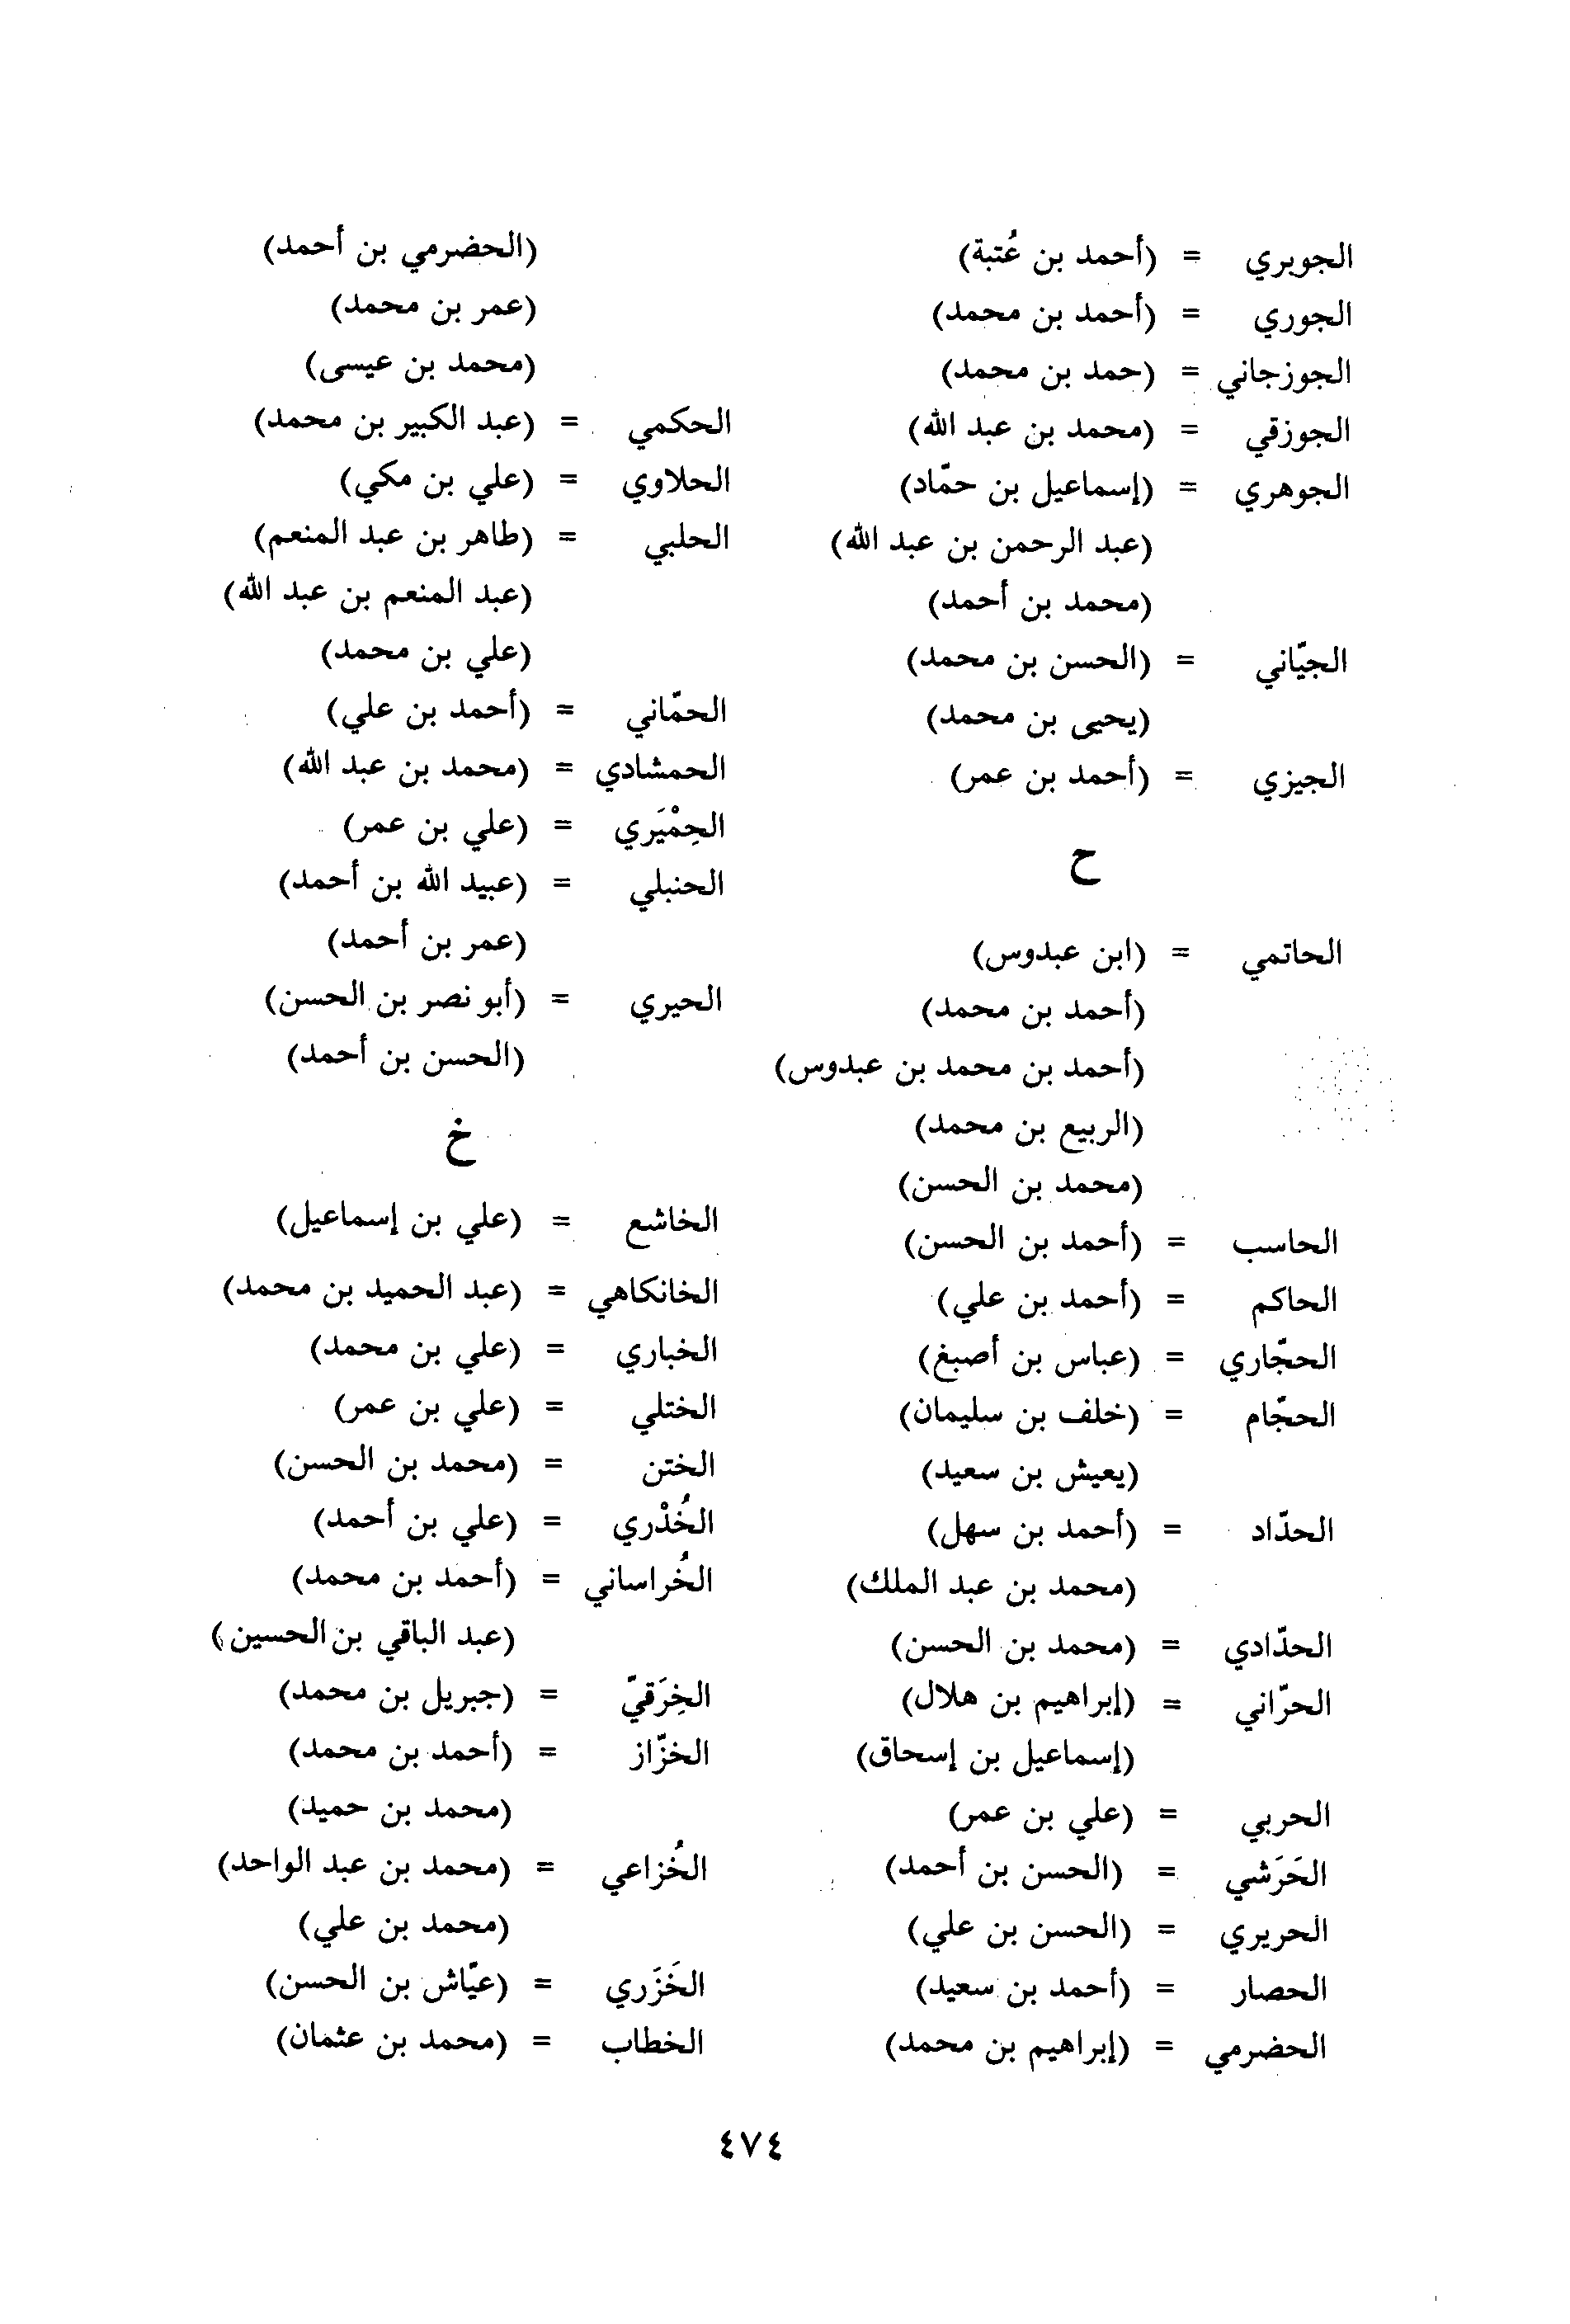 الجوبري = (أحمد بن عُتبة)
الجوري = (أحمد بن محمد)
الجوزجاني = (حمد بن محمد)
الجوزقي = (محمد بن عبد الله)
الجوهري = (إسماعيل بن حمّاد)
(عبد الرحمن بن عبد الله)
(محمد بن أحمد)
الجيّاني = (الحسن بن محمد)
(يحيى بن محمد)
الجيزي = (أحمد بن عمر)
ح
الحاتمي = (ابن عبدوس)
(أحمد بن محمد)
(أحمد بن محمد بن عبدوس)
(الربيع بن محمد)
(محمد بن الحسن)
الحاسب = (أحمد بن الحسن)
الحاكم = (أحمد بن علي)
الحجّاري = (عباس بن أصبغ)
الحجّام = (خلف بن سليمان)
(يعيش بن سعيد)
الحدّاد = (أحمد بن سهل)
(محمد بن عبد الملك)
الحدّادي = (محمد بن الحسن)
الحرّاني = (إبراهيم بن هلال)
(إسماعيل بن إسحاق)
الحربي = (علي بن عمر)
الحَرَشي = (الحسن بن أحمد)
الحريري = (الحسن بن علي)
الحصار = (أحمد بن سعيد)
الحضرمي = (إبراهيم بن محمد)
(الحضرمي بن أحمد)
(عمر بن محمد)
(محمد بن عيسى)
الحكمي = (عبد الكبير بن محمد)
الحلاوي = (علي بن مكي)
الحلبي = (طاهر بن عبد المنعم)
(عبد المنعم بن عبد الله)
(علي بن محمد)
الحمّاني = (أحمد بن علي)
الحمشادي = (محمد بن عبد الله)
الحِمْيَري = (علي بن عمر)
الحنبلي = (عبيد الله بن أحمد)
(عمر بن أحمد)
الحيري = (أبو نصر بن الحسن)
(الحسن بن أحمد)
خ
الخاشع = (علي بن إسماعيل)
الخانكاهي = (عبد الحميد بن محمد)
الخباري = (علي بن محمد)
الختلي = (علي بن عمر)
الختن = (محمد بن الحسن)
الخُذْري = (علي بن أحمد)
الخُراساني = (أحمد بن محمد)
(عبد الباقي بن الحسين)
الخِرَقيّ = (جبريل بن محمد)
الخزّاز = (أحمد بن محمد)
(محمد بن حميد)
الخُزاعي = (محمد بن عبد الواحد)
(محمد بن علي)
الخَزَري = (عيّاش بن الحسن)
الخطاب = (محمد بن عثمان)
٤٧٤